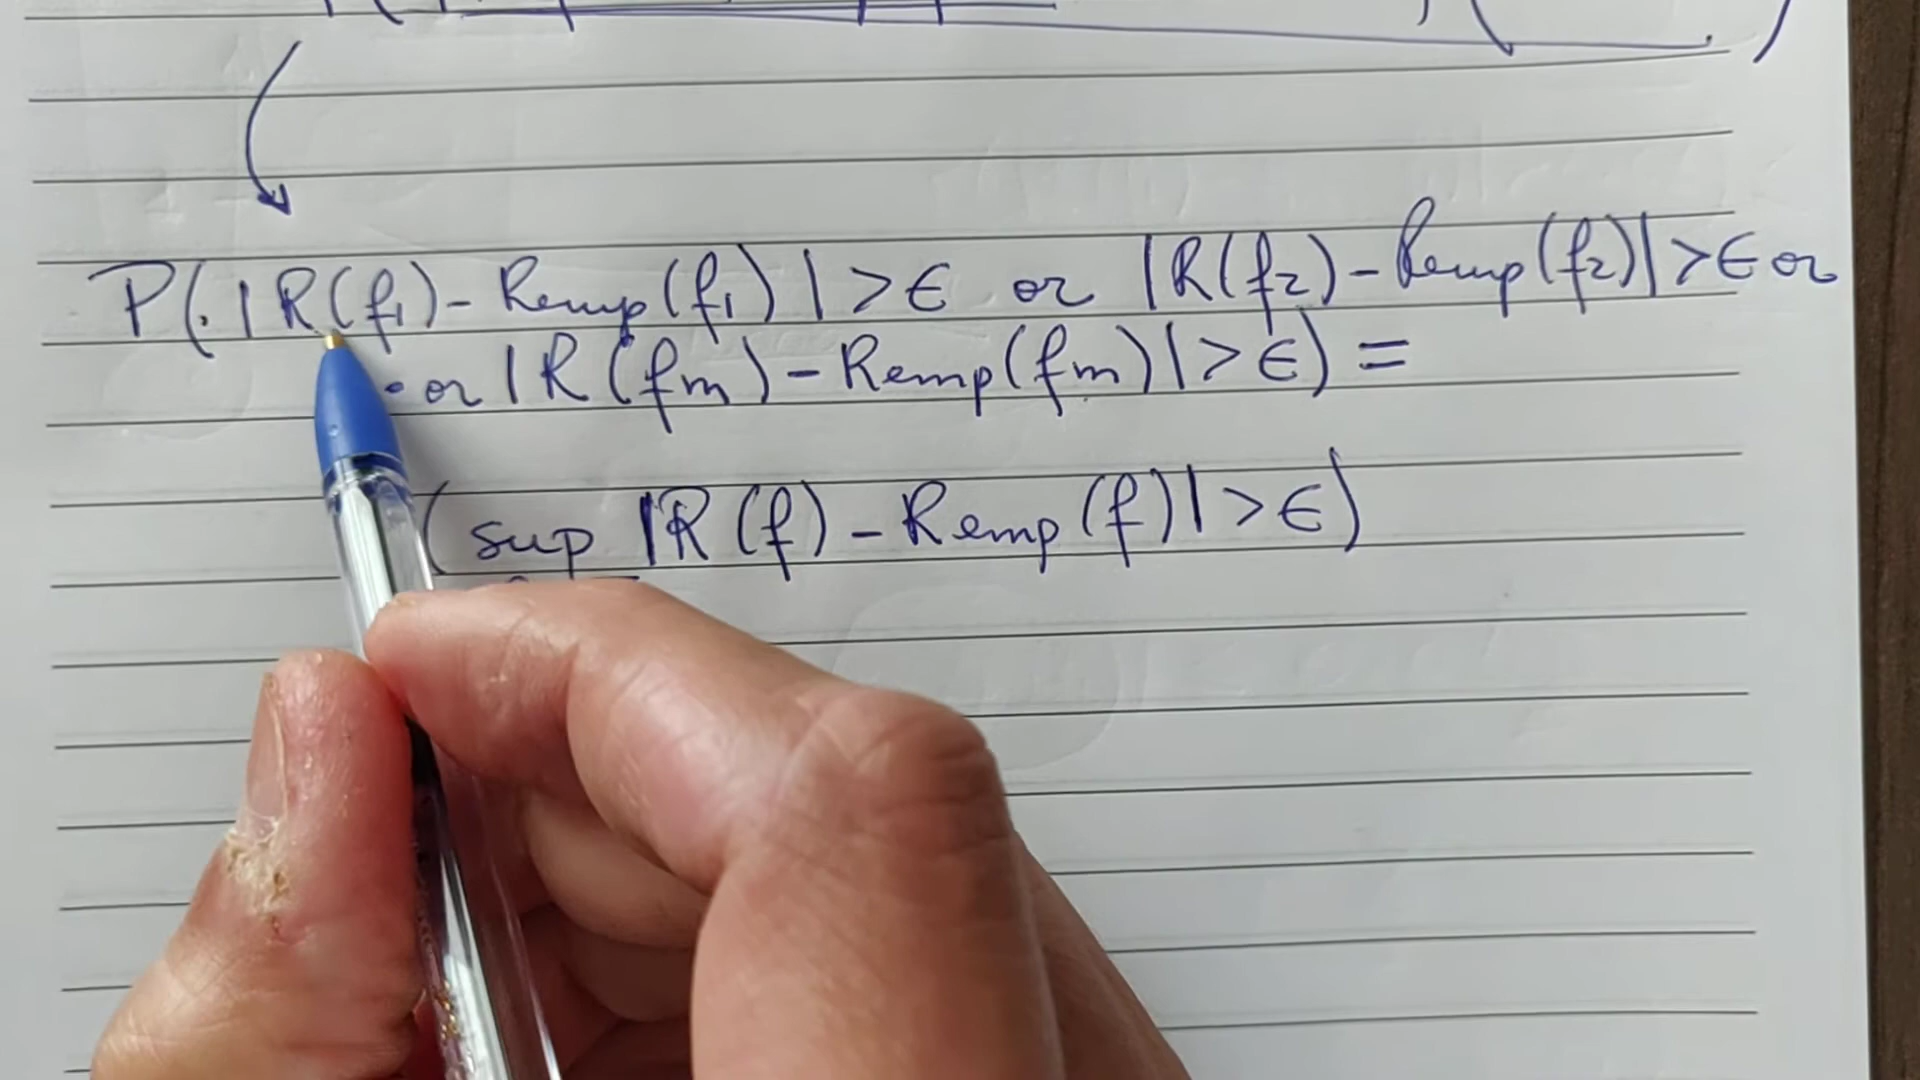 P(. | R(f₁) - Remp(f₁) | > ϵ or |R(f₂) - Remp(f₂)| > ϵ or
. or | R(fm) - Remp(fm)| > ϵ) =
(sup |R(f) - Remp(f)| > ϵ)